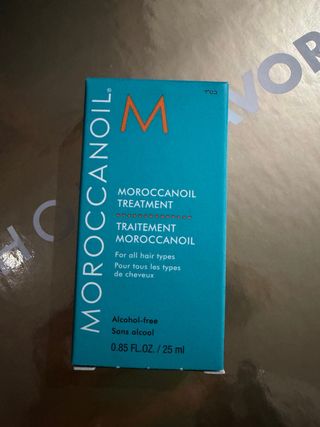 MOROCCANOIL®
M
MOROCCANOIL
TREATMENT
TRAITEMENT
MOROCCANOIL
For all hair types
Pour tous les types
de cheveux
Alcohol-free
Sans alcool
0.85 FL.OZ. / 25 ml